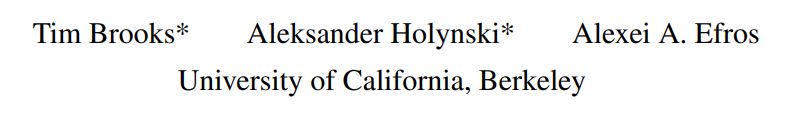 Tim Brooks* Aleksander Holynski* Alexei A. Efros
University of California, Berkeley